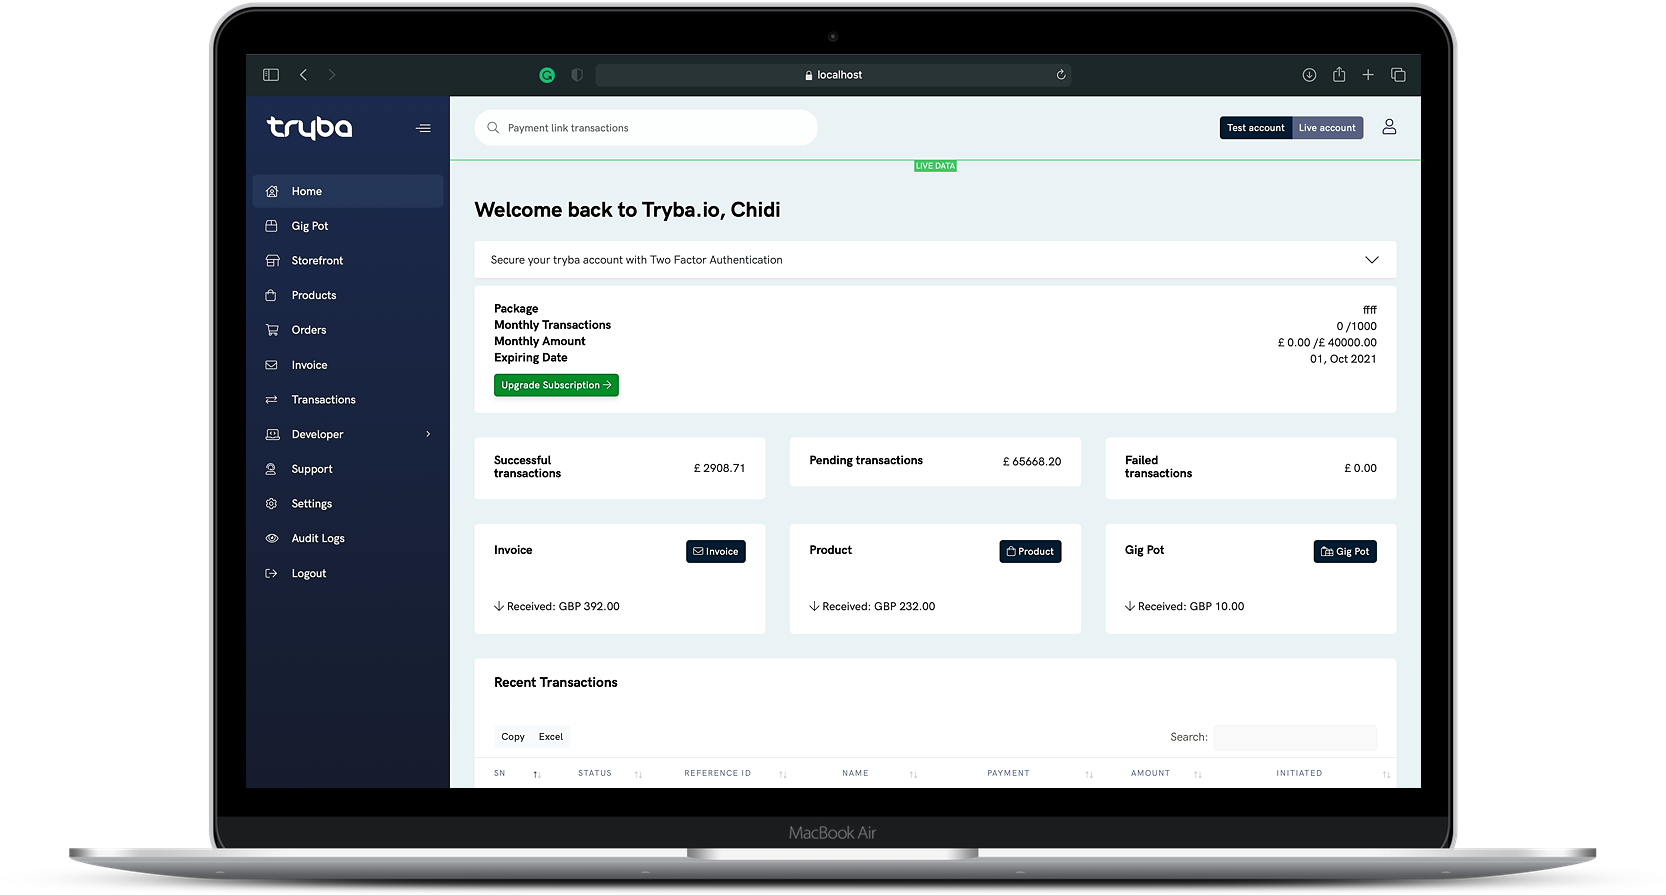 localhost
tryba
Payment link transactions
Test account
Live account
LIVE DATA
Home
Gig Pot
Storefront
Products
Orders
Invoice
Transactions
Developer
Support
Settings
Audit Logs
Logout
Welcome back to Tryba.io, Chidi
Secure your tryba account with Two Factor Authentication
Package ffff
Monthly Transactions 0 /1000
Monthly Amount £ 0.00 /£ 40000.00
Expiring Date 01, Oct 2021
Upgrade Subscription
Successful
transactions
£ 2908.71
Pending transactions £ 65668.20
Failed
transactions
£ 0.00
Invoice
Invoice
Received: GBP 392.00
Product
Product
Received: GBP 232.00
Gig Pot
Gig Pot
Received: GBP 10.00
Recent Transactions
Copy Excel
Search:
SN STATUS REFERENCE ID NAME PAYMENT AMOUNT INITIATED
MacBook Air